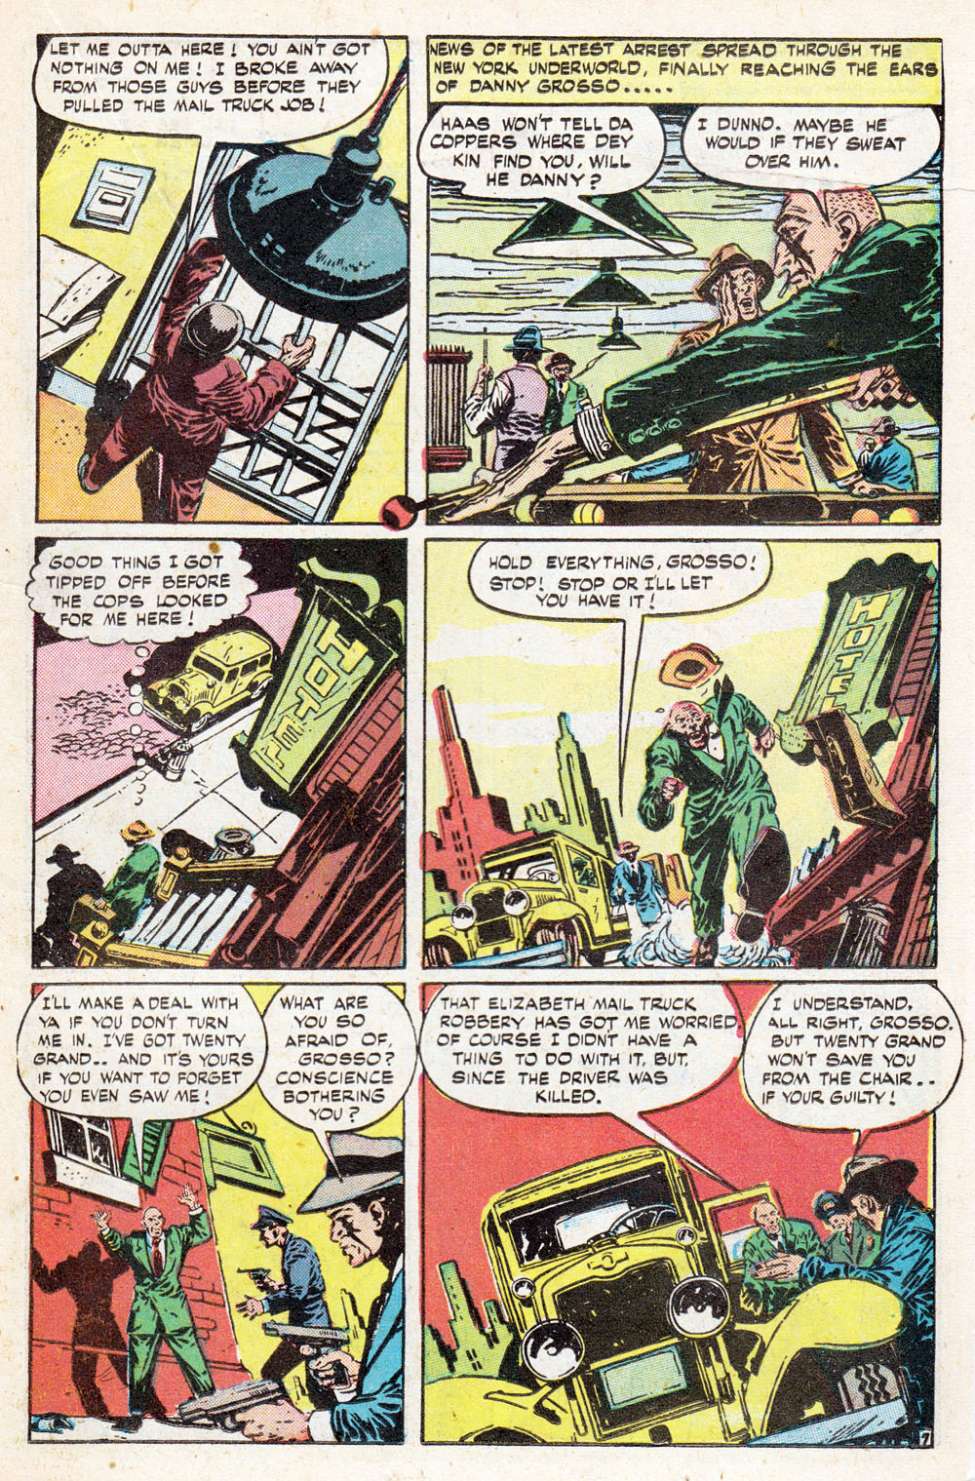 LET ME OUTTA HERE! YOU AIN'T GOT
NOTHING ON ME! I BROKE AWAY
FROM THOSE GUYS BEFORE THEY
PULLED THE MAIL TRUCK JOB!
NEWS OF THE LATEST ARREST SPREAD THROUGH THE
NEW YORK UNDERWORLD, FINALLY REACHING THE EARS
OF DANNY GROSSO.....
HAAS WON'T TELL DA
COPPERS WHERE DEY
KIN FIND YOU, WILL
HE DANNY?
I DUNNO. MAYBE HE
WOULD IF THEY SWEAT
OVER HIM.
GOOD THING I GOT
TIPPED OFF BEFORE
THE COPS LOOKED
FOR ME HERE!
HOTEL
HOLD EVERYTHING, GROSSO!
STOP! STOP OR I'LL LET
YOU HAVE IT!
HOTEL
I'LL MAKE A DEAL WITH
YA IF YOU DON'T TURN
ME IN. I'VE GOT TWENTY
GRAND.. AND IT'S YOURS
IF YOU WANT TO FORGET
YOU EVEN SAW ME!
WHAT ARE
YOU SO
AFRAID OF,
GROSSO?
CONSCIENCE
BOTHERING
YOU?
THAT ELIZABETH MAIL TRUCK
ROBBERY HAS GOT ME WORRIED.
OF COURSE I DIDNT HAVE A
THING TO DO WITH IT, BUT,
SINCE THE DRIVER WAS
KILLED.
I UNDERSTAND.
ALL RIGHT, GROSSO.
BUT TWENTY GRAND
WON'T SAVE YOU
FROM THE CHAIR..
IF YOUR GUILTY!
7